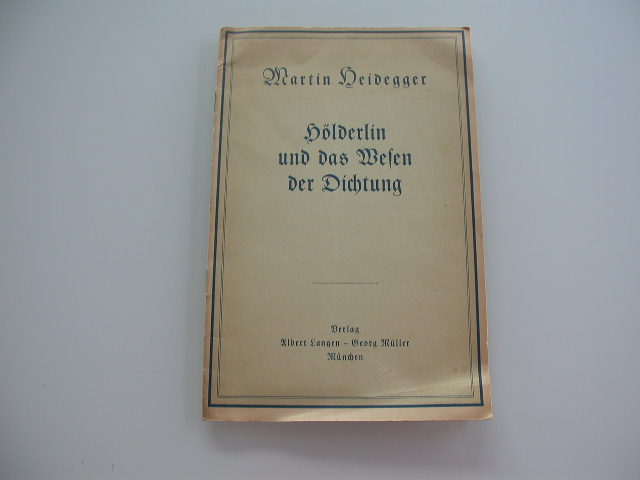 Martin Heidegger
Hölderlin
und das Weſen
der Dichtung
Verlag
Albert Langen – Georg Müller
München